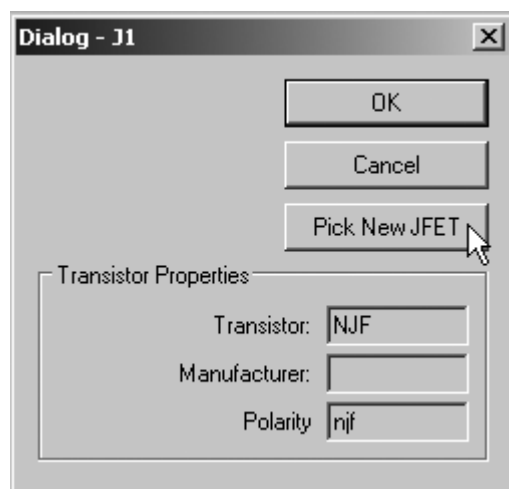 Dialog - J1
OK
Cancel
Pick New JFET
Transistor Properties
Transistor: NJF
Manufacturer:
Polarity njf